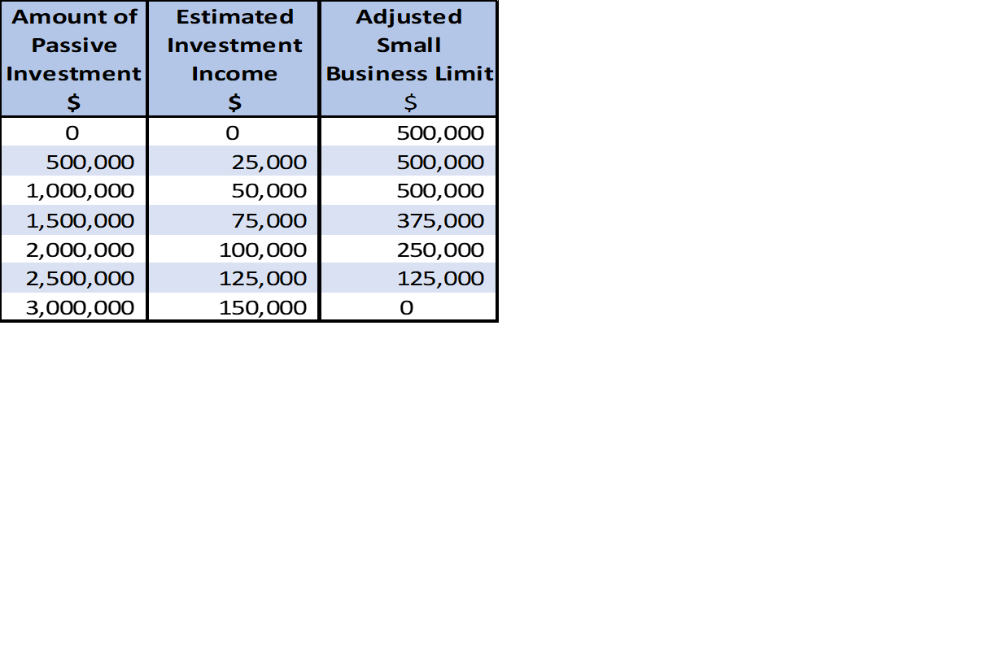 Amount of Passive Investment $ Estimated Investment Income $ Adjusted Small Business Limit $
0 0 500,000
500,000 25,000 500,000
1,000,000 50,000 500,000
1,500,000 75,000 375,000
2,000,000 100,000 250,000
2,500,000 125,000 125,000
3,000,000 150,000 0